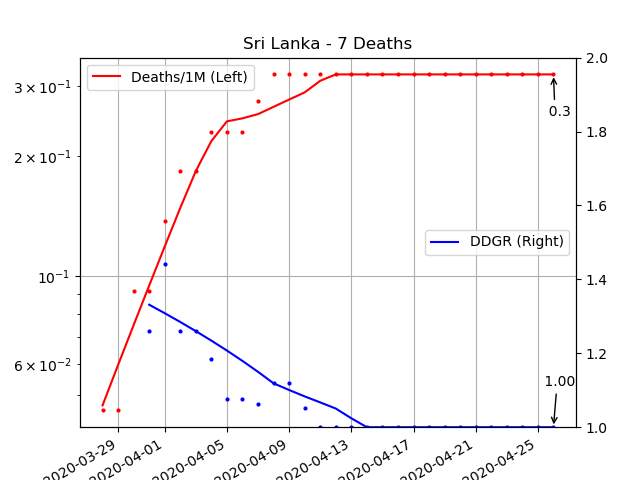 Sri Lanka - 7 Deaths
Deaths/1M (Left)
DDGR (Right)
3 × 10⁻¹
2 × 10⁻¹
10⁻¹
6 × 10⁻²
2.0
1.8
1.6
1.4
1.2
1.0
0.3
1.00
2020-03-29
2020-04-01
2020-04-05
2020-04-09
2020-04-13
2020-04-17
2020-04-21
2020-04-25